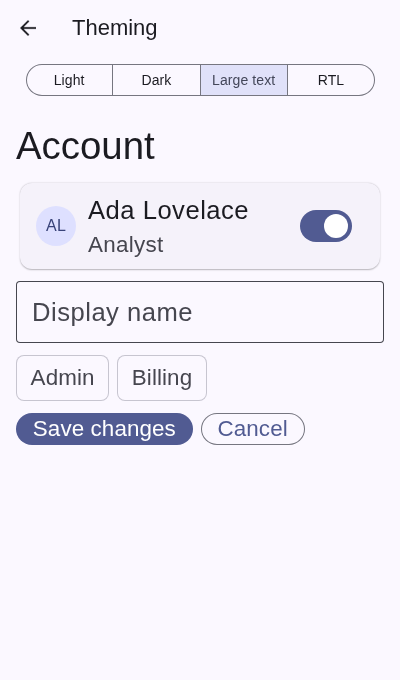 Theming
Light Dark Large text RTL
Account
AL Ada Lovelace
Analyst
Display name
Admin Billing
Save changes Cancel